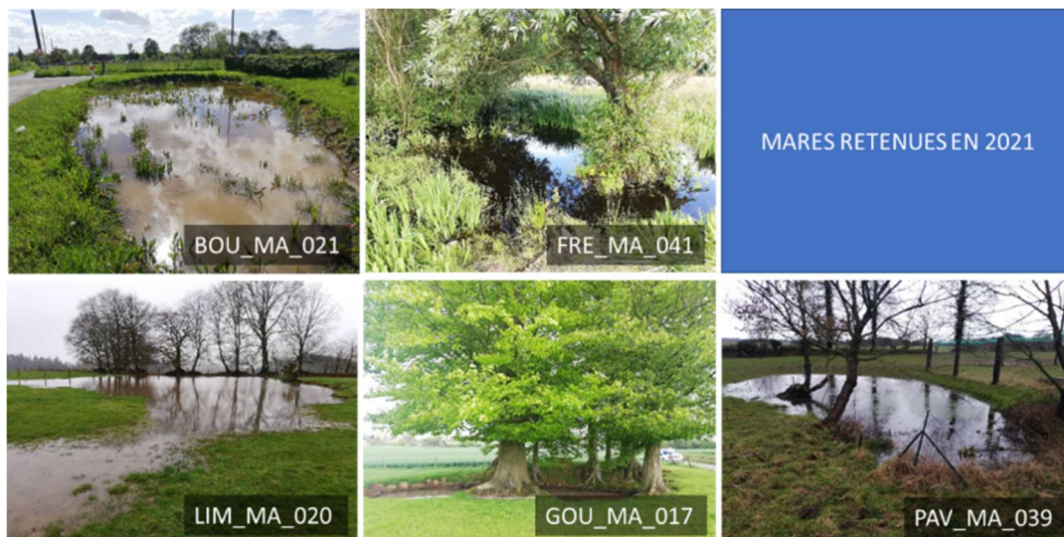 BOU_MA_021
FRE_MA_041
MARES RETENUES EN 2021
LIM_MA_020
GOU_MA_017
PAV_MA_039